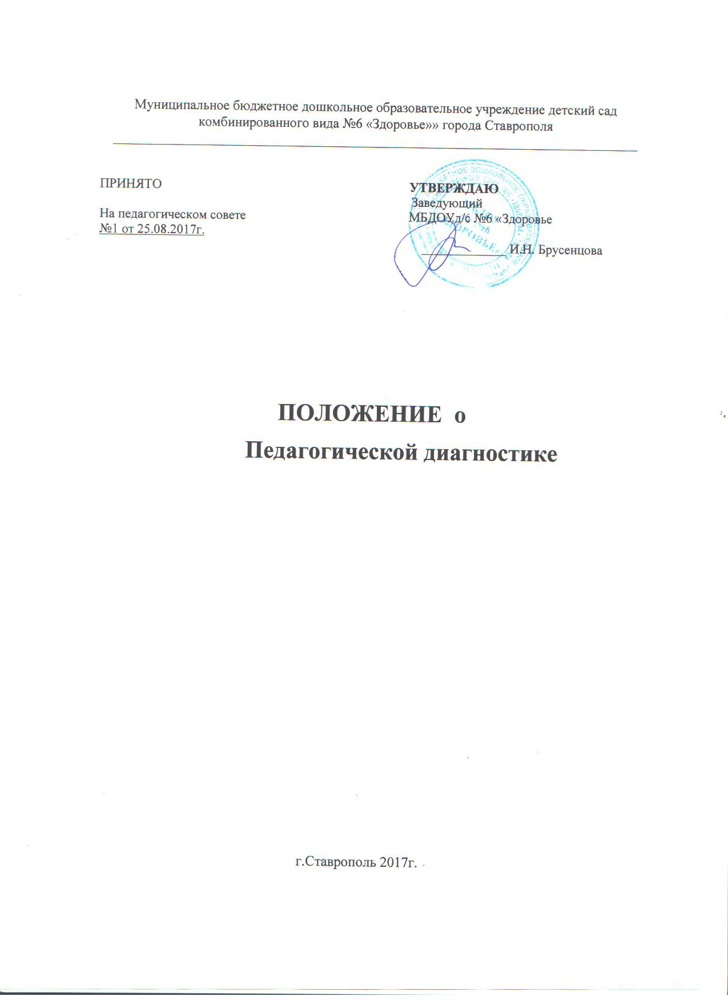 Муниципальное бюджетное дошкольное образовательное учреждение детский сад
комбинированного вида №6 «Здоровье»» города Ставрополя
ПРИНЯТО
На педагогическом совете
№1 от 25.08.2017г.
УТВЕРЖДАЮ
Заведующий
МБДОУд/с №6 «Здоровье
И.Н. Брусенцова
ПОЛОЖЕНИЕ о
Педагогической диагностике
г.Ставрополь 2017г.